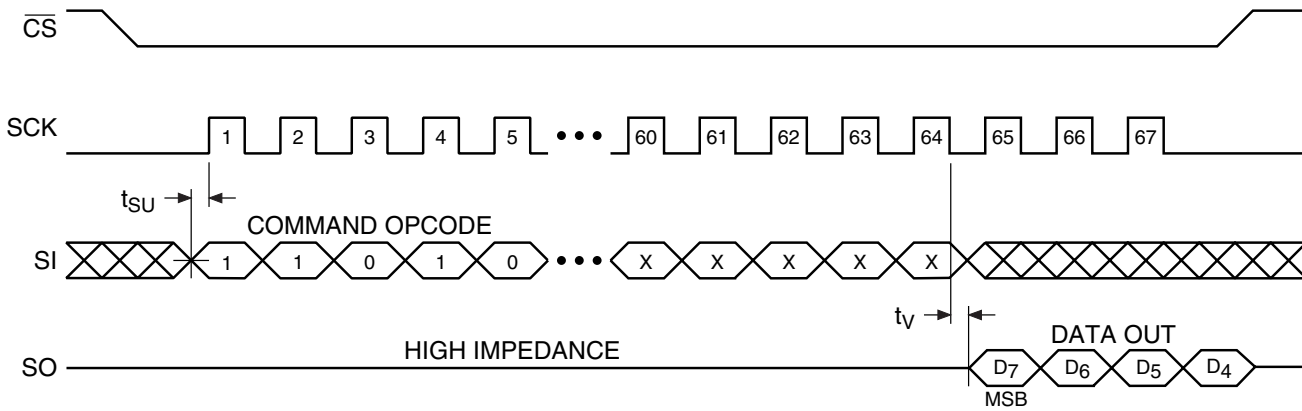 CS
SCK 1 2 3 4 5 • • • 60 61 62 63 64 65 66 67
tSU
COMMAND OPCODE
SI 1 1 0 1 0 • • • X X X X X
tV
HIGH IMPEDANCE DATA OUT
SO D7 D6 D5 D4
MSB